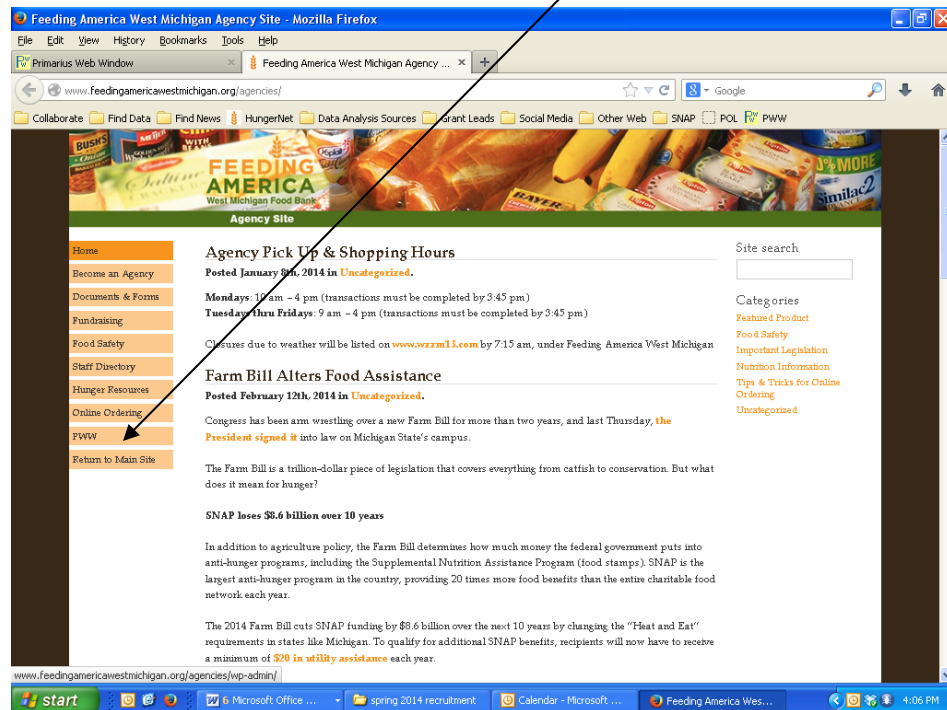 Feeding America West Michigan Agency Site - Mozilla Firefox
File Edit View History Bookmarks Tools Help
Primarius Web Window
Feeding America West Michigan Agency ...
www.feedingamericawestmichigan.org/agencies/
Google
Collaborate Find Data Find News HungerNet Data Analysis Sources Grant Leads Social Media Other Web SNAP POL PWW
BUSH'S
Onion
WITH
Saltine
FEEDING
AMERICA
West Michigan Food Bank
Agency Site
MAYER
Lipton
% MORE
Similac 2
ADVANCE
Home
Become an Agency
Documents & Forms
Fundraising
Food Safety
Staff Directory
Hunger Resources
Online Ordering
PWW
Return to Main Site
Agency Pick Up & Shopping Hours
Posted January 8th, 2014 in Uncategorized.
Mondays: 10 am – 4 pm (transactions must be completed by 3:45 pm)
Tuesdays thru Fridays: 9 am – 4 pm (transactions must be completed by 3:45 pm)
Closures due to weather will be listed on www.wzzm13.com by 7:15 am, under Feeding America West Michigan
Farm Bill Alters Food Assistance
Posted February 12th, 2014 in Uncategorized.
Congress has been arm wrestling over a new Farm Bill for more than two years, and last Thursday, the
President signed it into law on Michigan State's campus.
The Farm Bill is a trillion-dollar piece of legislation that covers everything from catfish to conservation. But what
does it mean for hunger?
SNAP loses $8.6 billion over 10 years
In addition to agriculture policy, the Farm Bill determines how much money the federal government puts into
anti-hunger programs, including the Supplemental Nutrition Assistance Program (food stamps). SNAP is the
largest anti-hunger program in the country, providing 20 times more food benefits than the entire charitable food
network each year.
The 2014 Farm Bill cuts SNAP funding by $8.6 billion over the next 10 years by changing the "Heat and Eat"
requirements in states like Michigan. To qualify for additional SNAP benefits, recipients will now have to receive
a minimum of $20 in utility assistance each year.
Site search
Categories
Featured Product
Food Safety
Important Legislation
Nutrition Information
Tips & Tricks for Online
Ordering
Uncategorized
www.feedingamericawestmichigan.org/agencies/wp-admin/
start
6 Microsoft Office ...
spring 2014 recruitment
Calendar - Microsoft ...
Feeding America Wes...
4:06 PM